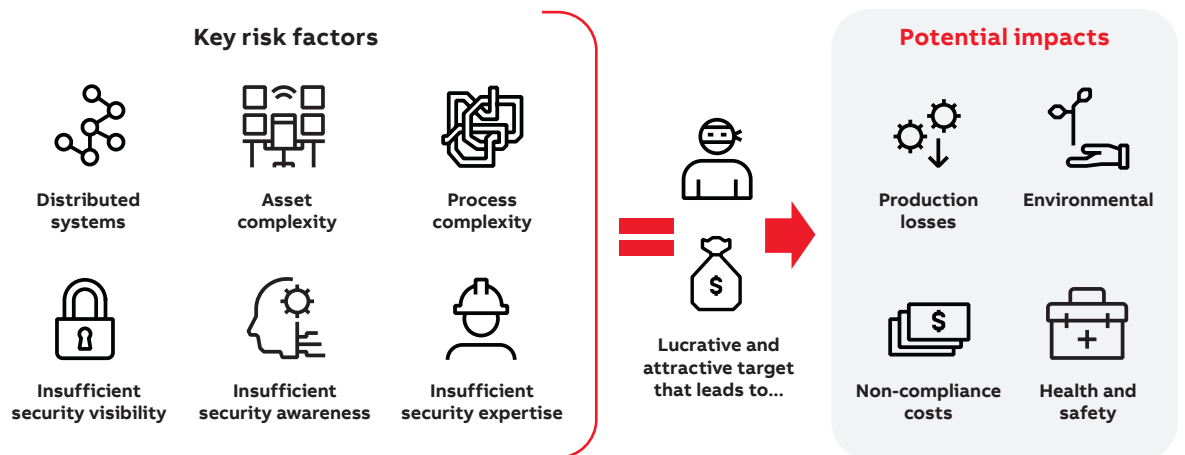 Key risk factors
Distributed
systems
Asset
complexity
Process
complexity
Insufficient
security visibility
Insufficient
security awareness
Insufficient
security expertise
$
Lucrative and
attractive target
that leads to...
Potential impacts
Production
losses
Environmental
$
Non-compliance
costs
Health and
safety